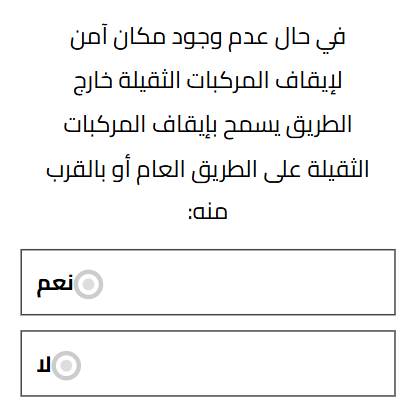 في حال عدم وجود مكان آمن
لإيقاف المركبات الثقيلة خارج
الطريق يسمح بإيقاف المركبات
الثقيلة على الطريق العام أو بالقرب
منه:
نعم
لا